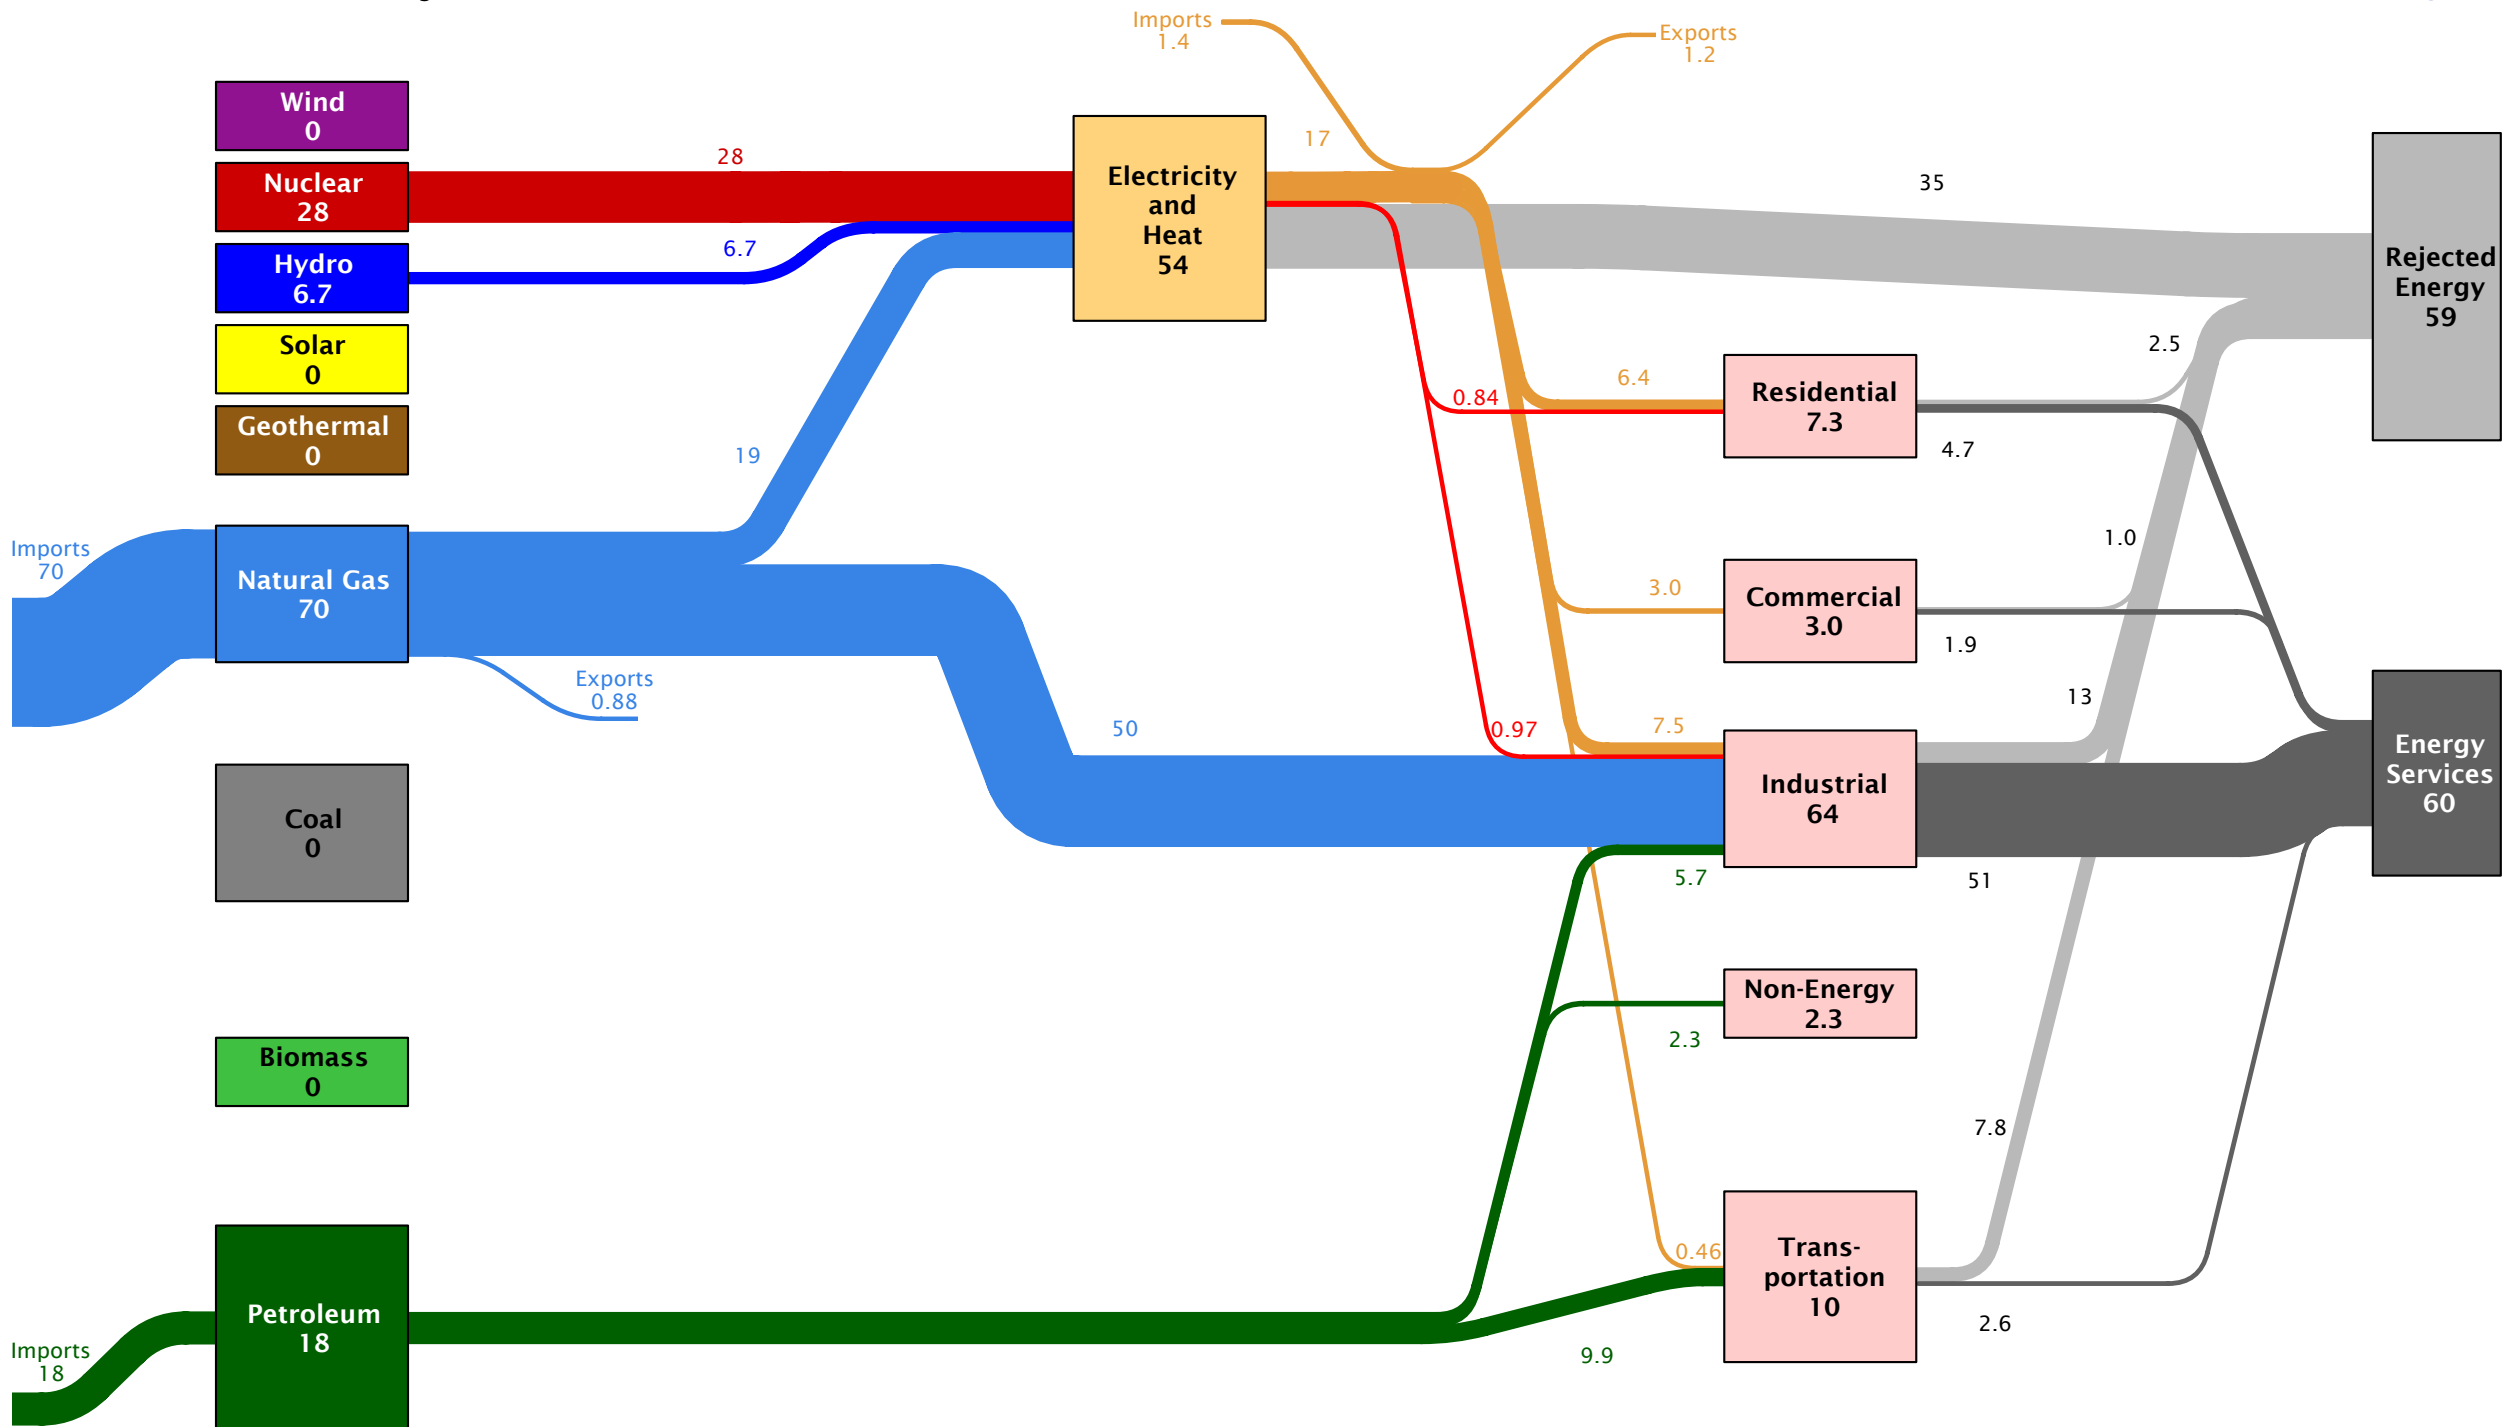 Imports
1.4
Exports
1.2
Wind
0
Nuclear
28
Hydro
6.7
Solar
0
Geothermal
0
Imports
70
Natural Gas
70
Exports
0.88
Coal
0
Biomass
0
Imports
18
Petroleum
18
28
6.7
19
50
Electricity
and
Heat
54
17
35
0.84
6.4
3.0
0.97
7.5
5.7
2.3
0.46
9.9
Residential
7.3
Commercial
3.0
Industrial
64
Non-Energy
2.3
Trans-
portation
10
2.5
4.7
1.0
1.9
13
51
7.8
2.6
Rejected
Energy
59
Energy
Services
60